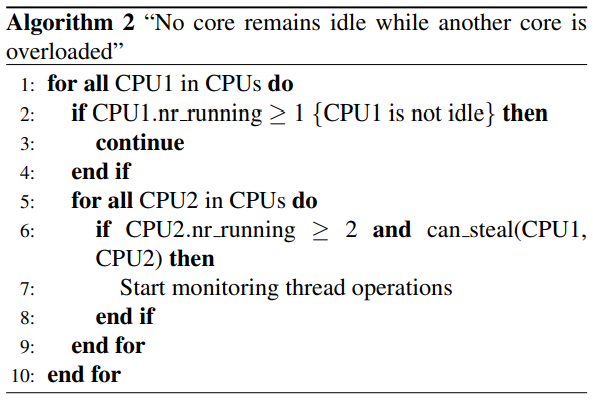 Algorithm 2 “No core remains idle while another core is
overloaded”
1: for all CPU1 in CPUs do
2: if CPU1.nr_running ≥ 1 {CPU1 is not idle} then
3: continue
4: end if
5: for all CPU2 in CPUs do
6: if CPU2.nr_running ≥ 2 and can_steal(CPU1,
CPU2) then
7: Start monitoring thread operations
8: end if
9: end for
10: end for